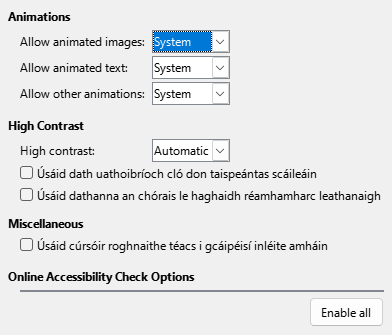 Animations
Allow animated images: System
Allow animated text: System
Allow other animations: System
High Contrast
High contrast: Automatic
Úsáid dath uathoibríoch cló don taispeántas scáileáin
Úsáid dathanna an chórais le haghaidh réamhamharc leathanaigh
Miscellaneous
Úsáid cúrsóir roghnaithe téacs i gcáipéisí inléite amháin
Online Accessibility Check Options
Enable all